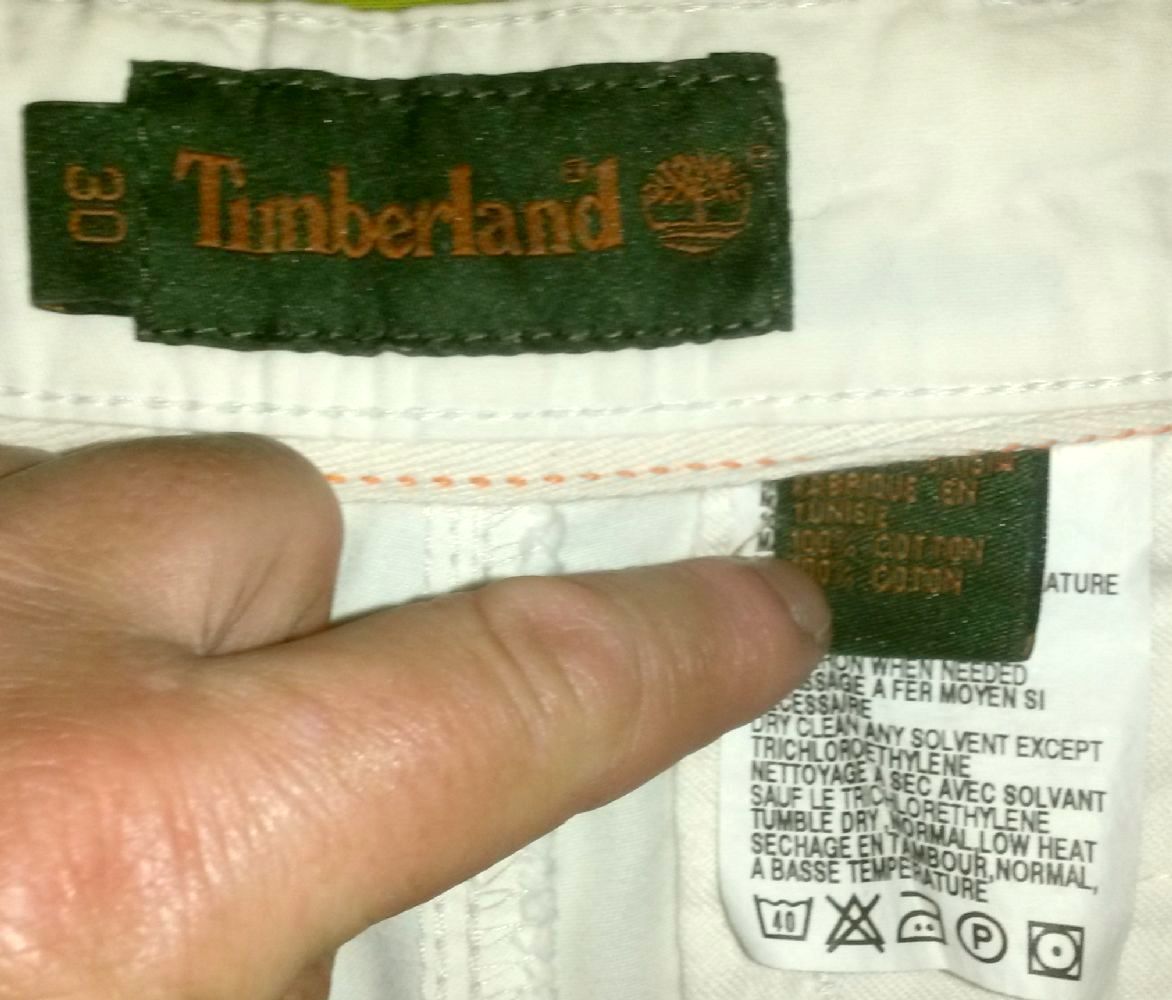 30
Timberland
FABRIQUE EN
TUNISIE
100% COTTON
100% COTON
ATURE
WHEN NEEDED
A FER MOYEN SI
NECESSAIRE
DRY CLEAN ANY SOLVENT EXCEPT
TRICHLOROETHYLENE
NETTOYAGE A SEC AVEC SOLVANT
SAUF LE TRICHLORETHYLENE
TUMBLE DRY,NORMAL,LOW HEAT
SECHAGE EN TAMBOUR,NORMAL,
A BASSE TEMPERATURE
40
P